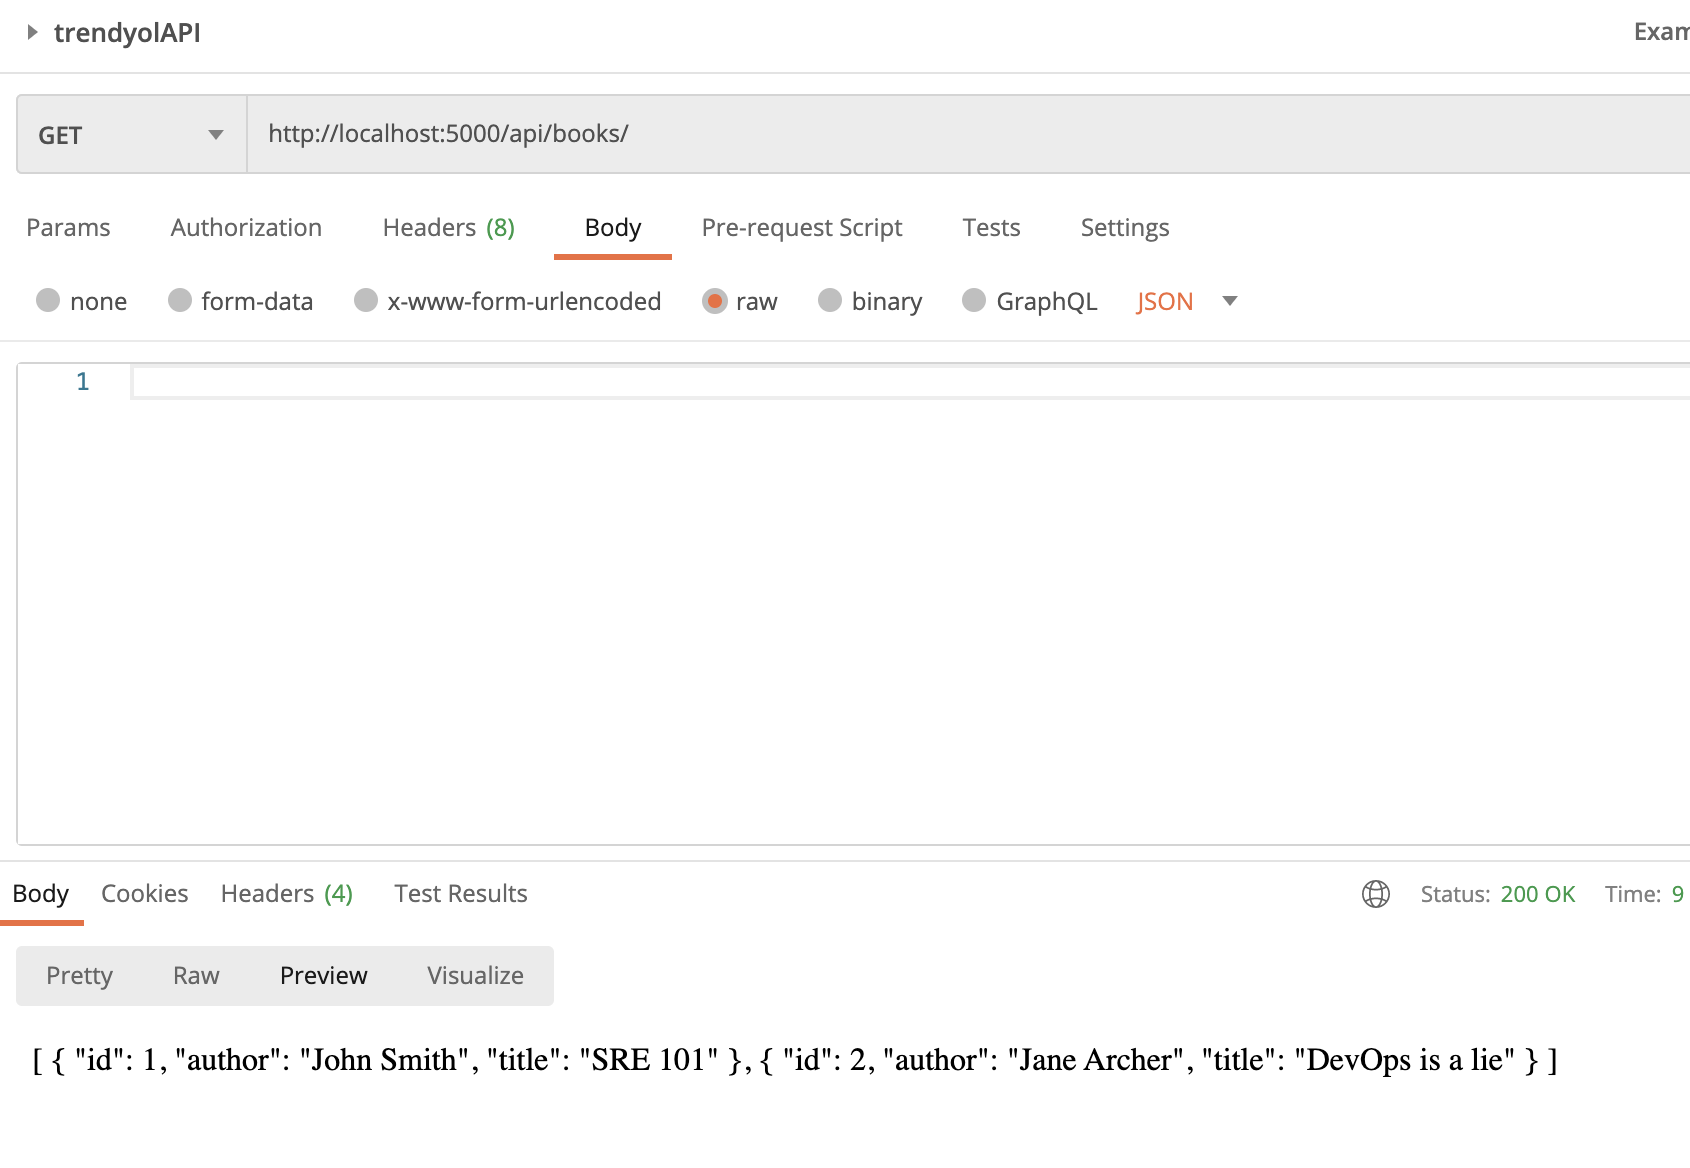 trendyolAPI Exam
GET http://localhost:5000/api/books/
Params Authorization Headers (8) Body Pre-request Script Tests Settings
none form-data x-www-form-urlencoded raw binary GraphQL JSON
1
Body Cookies Headers (4) Test Results Status: 200 OK Time: 9
Pretty Raw Preview Visualize
[ { "id": 1, "author": "John Smith", "title": "SRE 101" }, { "id": 2, "author": "Jane Archer", "title": "DevOps is a lie" } ]